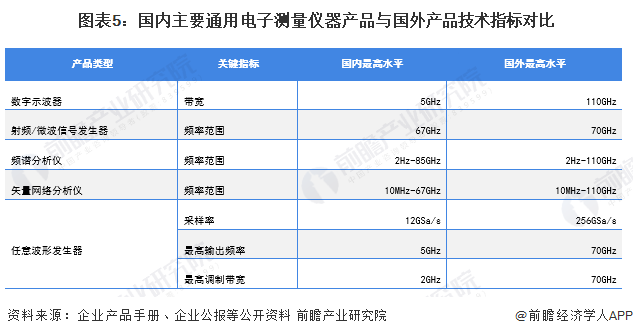 图表5：国内主要通用电子测量仪器产品与国外产品技术指标对比
产品类型 关键指标 国内最高水平 国外最高水平
数字示波器 带宽 5GHz 110GHz
射频/微波信号发生器 频率范围 67GHz 70GHz
频谱分析仪 频率范围 2Hz-85GHz 2Hz-110GHz
矢量网络分析仪 频率范围 10MHz-67GHz 10MHz-110GHz
任意波形发生器 采样率 12GSa/s 256GSa/s
最高输出频率 5GHz 70GHz
最高调制带宽 2GHz 70GHz
资料来源：企业产品手册、企业公报等公开资料 前瞻产业研究院
@前瞻经济学人APP
前瞻产业研究院